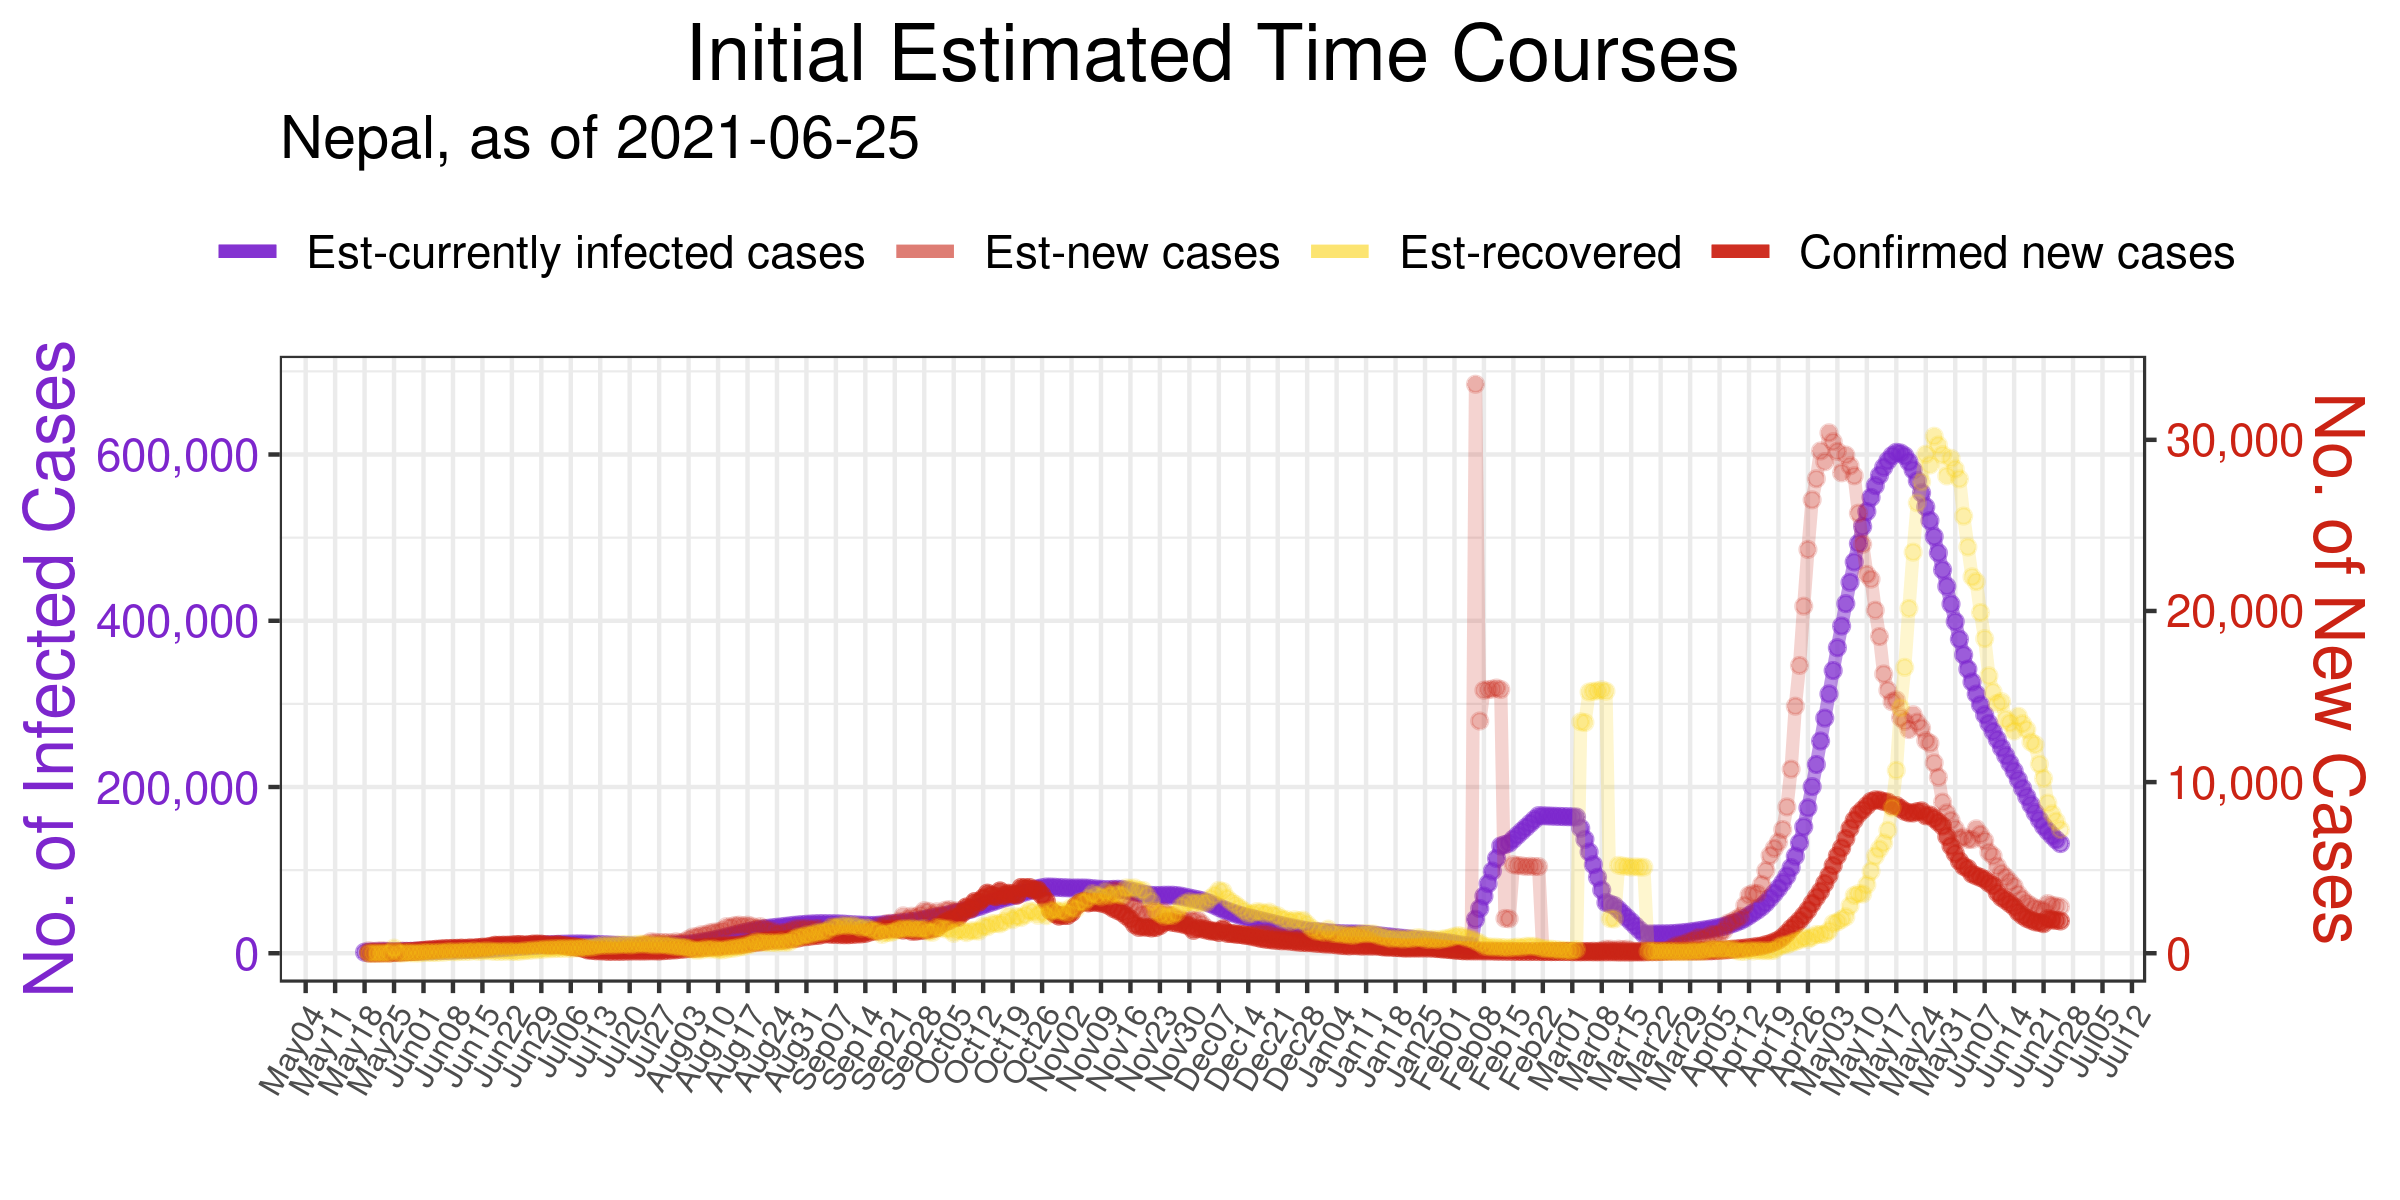 Initial Estimated Time Courses
Nepal, as of 2021-06-25
Est-currently infected cases
Est-new cases
Est-recovered
Confirmed new cases
No. of Infected Cases
600,000
400,000
200,000
0
30,000
20,000
10,000
0
No. of New Cases
May04
May11
May18
May25
Jun01
Jun08
Jun15
Jun22
Jun29
Jul06
Jul13
Jul20
Jul27
Aug03
Aug10
Aug17
Aug24
Aug31
Sep07
Sep14
Sep21
Sep28
Oct05
Oct12
Oct19
Oct26
Nov02
Nov09
Nov16
Nov23
Nov30
Dec07
Dec14
Dec21
Dec28
Jan04
Jan11
Jan18
Jan25
Feb01
Feb08
Feb15
Feb22
Mar01
Mar08
Mar15
Mar22
Mar29
Apr05
Apr12
Apr19
Apr26
May03
May10
May17
May24
May31
Jun07
Jun14
Jun21
Jun28
Jul05
Jul12